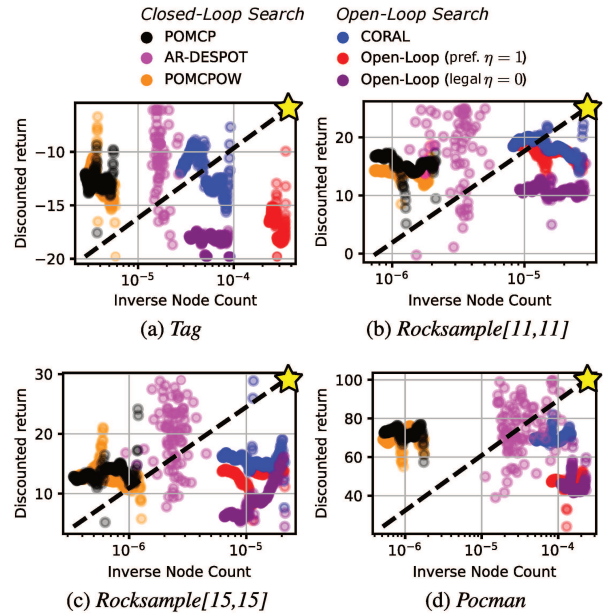 Closed-Loop Search Open-Loop Search
POMCP CORAL
AR-DESPOT Open-Loop (pref. η = 1)
POMCPOW Open-Loop (legal η = 0)
Discounted return
−10
−15
−20
10⁻⁵ 10⁻⁴
Inverse Node Count
(a) Tag
Discounted return
20
10
0
10⁻⁶ 10⁻⁵
Inverse Node Count
(b) Rocksample[11,11]
Discounted return
30
20
10
10⁻⁶ 10⁻⁵
Inverse Node Count
(c) Rocksample[15,15]
Discounted return
100
80
60
40
10⁻⁶ 10⁻⁵ 10⁻⁴
Inverse Node Count
(d) Pocman